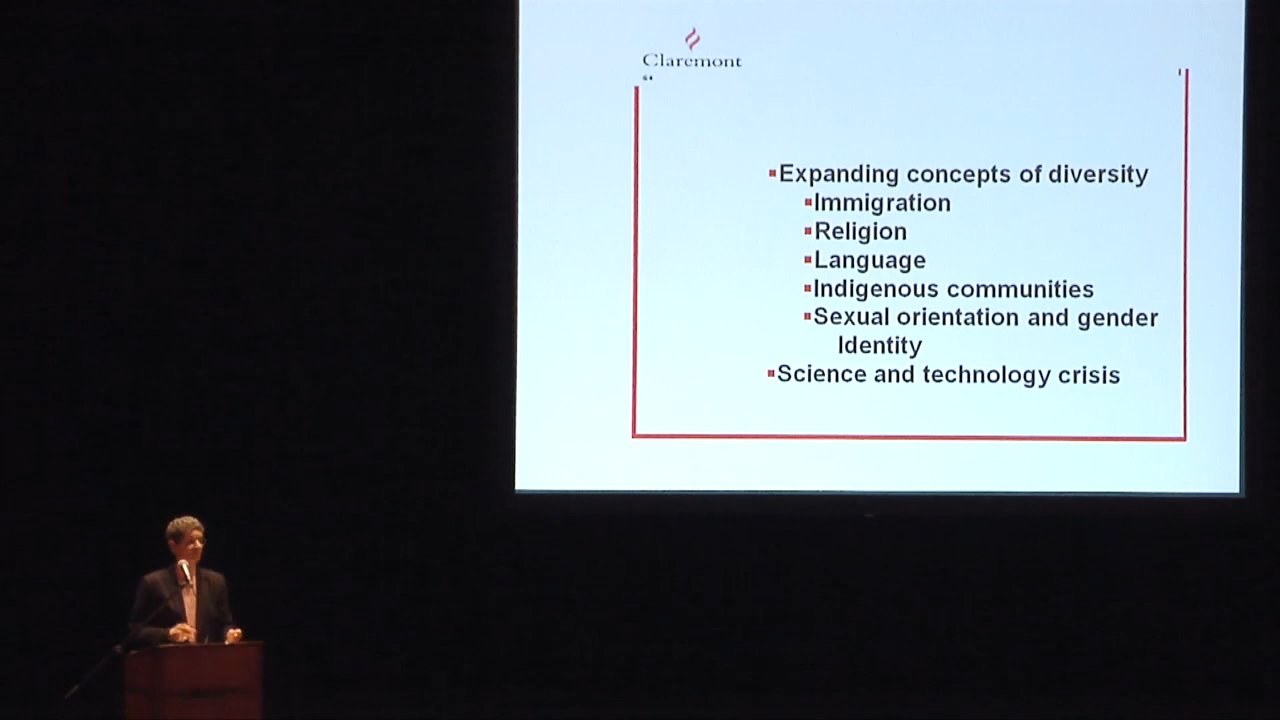 Claremont
▪Expanding concepts of diversity
▪Immigration
▪Religion
▪Language
▪Indigenous communities
▪Sexual orientation and gender
Identity
▪Science and technology crisis